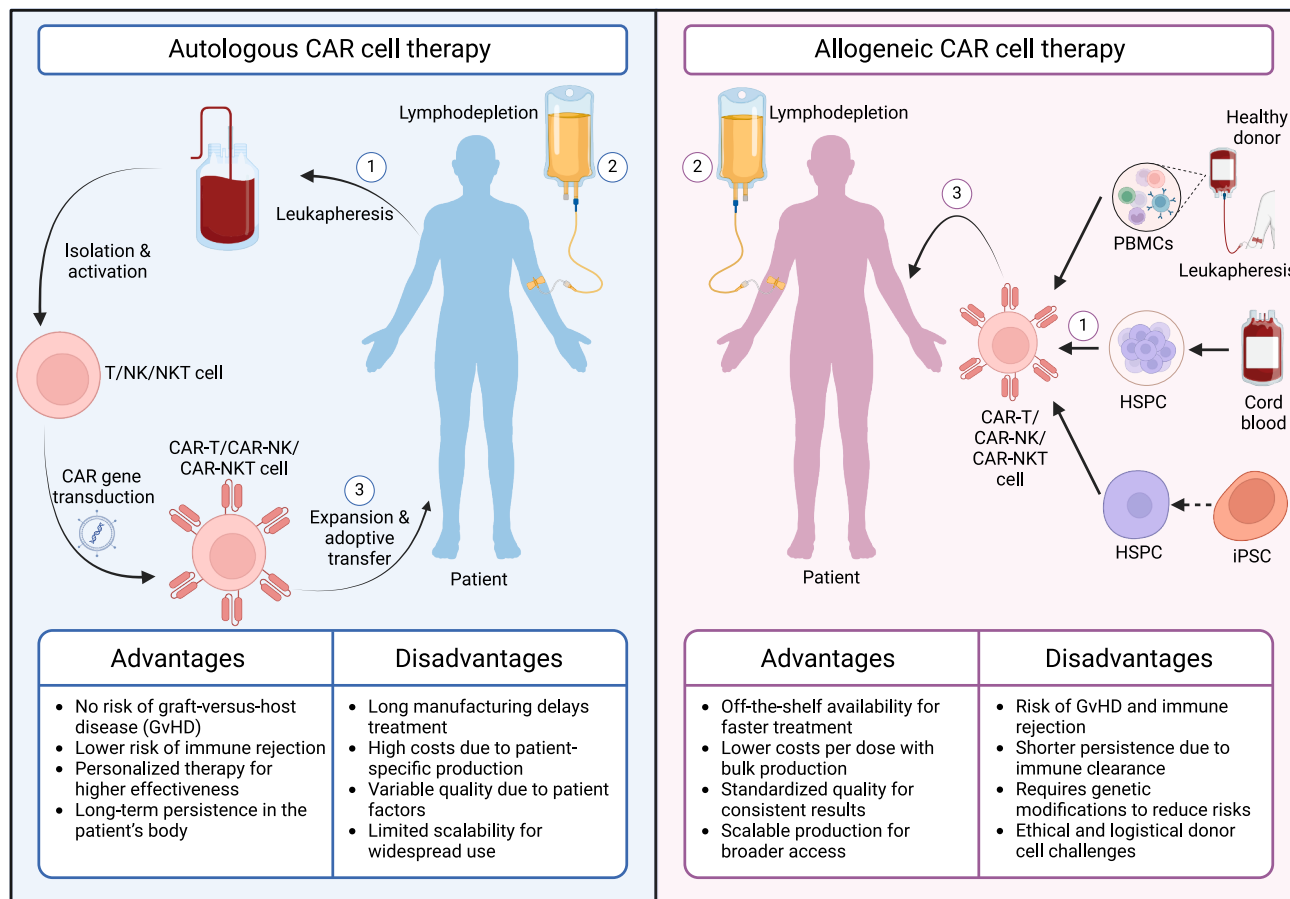 Autologous CAR cell therapy
Lymphodepletion
1
2
Leukapheresis
Isolation &
activation
T/NK/NKT cell
CAR gene
transduction
CAR-T/CAR-NK/
CAR-NKT cell
3
Expansion &
adoptive
transfer
Patient
Advantages
• No risk of graft-versus-host
disease (GvHD)
• Lower risk of immune rejection
• Personalized therapy for
higher effectiveness
• Long-term persistence in the
patient's body
Disadvantages
• Long manufacturing delays
treatment
• High costs due to patient-
specific production
• Variable quality due to patient
factors
• Limited scalability for
widespread use
Allogeneic CAR cell therapy
Lymphodepletion
2
3
Healthy
donor
PBMCs
Leukapheresis
1
HSPC
Cord
blood
CAR-T/
CAR-NK/
CAR-NKT
cell
HSPC
iPSC
Patient
Advantages
• Off-the-shelf availability for
faster treatment
• Lower costs per dose with
bulk production
• Standardized quality for
consistent results
• Scalable production for
broader access
Disadvantages
• Risk of GvHD and immune
rejection
• Shorter persistence due to
immune clearance
• Requires genetic
modifications to reduce risks
• Ethical and logistical donor
cell challenges